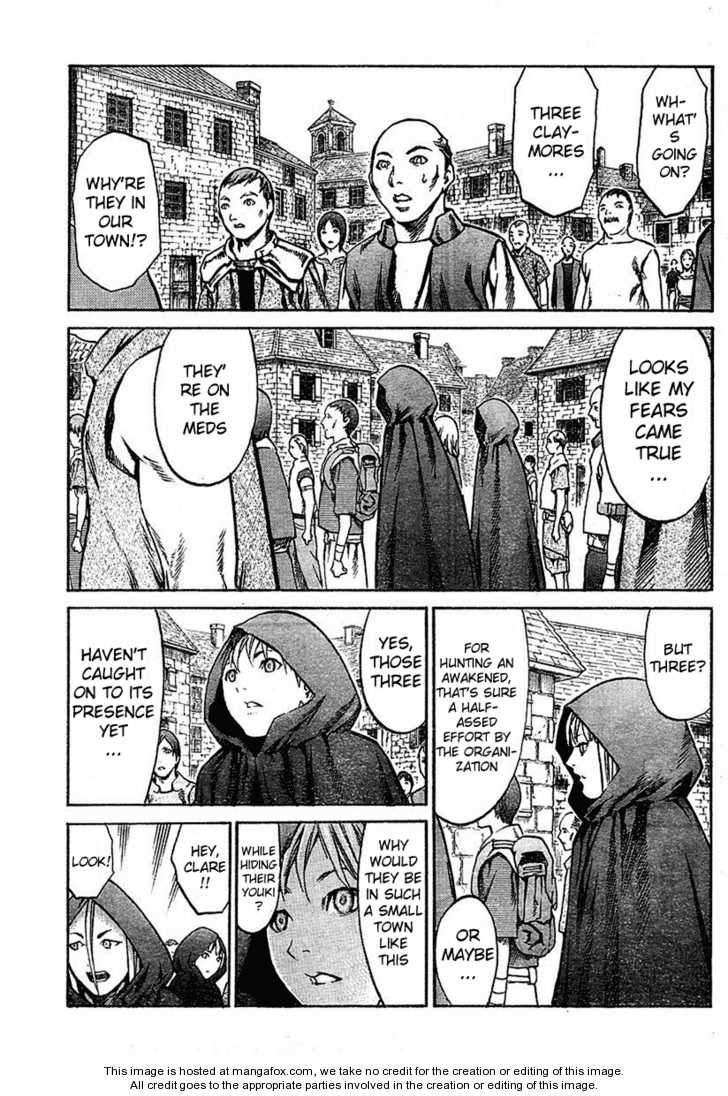 WH-
WHAT'
S
GOING
ON?
THREE
CLAY-
MORES
...
WHY'RE
THEY IN
OUR
TOWN!?
LOOKS
LIKE MY
FEARS
CAME
TRUE
...
THEY'
RE ON
THE
MEDS
BUT
THREE?
FOR
HUNTING AN
AWAKENED,
THAT'S SURE
A HALF-
ASSED
EFFORT BY
THE ORGANI-
ZATION
OR
MAYBE
...
YES,
THOSE
THREE
HAVEN'T
CAUGHT
ON TO ITS
PRESENCE
YET
...
WHY
WOULD
THEY BE
IN SUCH
A SMALL
TOWN
LIKE
THIS
WHILE
HIDING
THEIR
YOUKI
?
HEY,
CLARE
!!
LOOK!
This image is hosted at mangafox.com, we take no credit for the creation or editing of this image.
All credit goes to the appropriate parties involved in the creation or editing of this image.